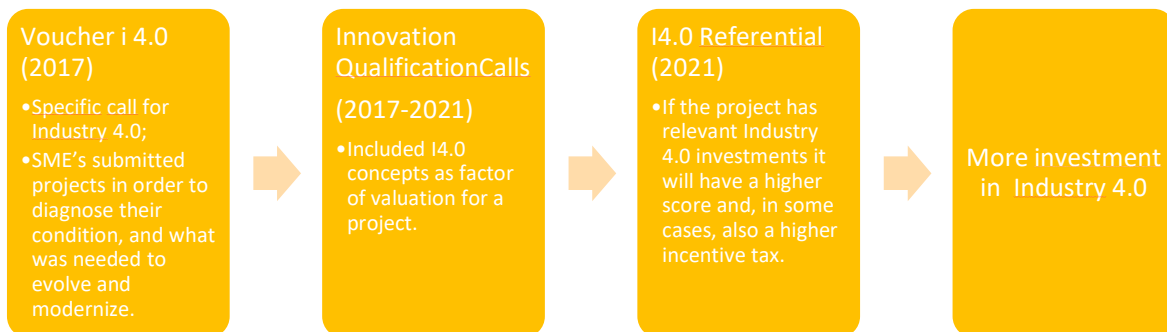 Voucher i 4.0
(2017)
•Specific call for
Industry 4.0;
•SME's submitted
projects in order to
diagnose their
condition, and what
was needed to
evolve and
modernize.
Innovation
QualificationCalls
(2017-2021)
•Included I4.0
concepts as factor
of valuation for a
project.
I4.0 Referential
(2021)
•If the project has
relevant Industry
4.0 investments it
will have a higher
score and, in some
cases, also a higher
incentive tax.
More investment
in Industry 4.0